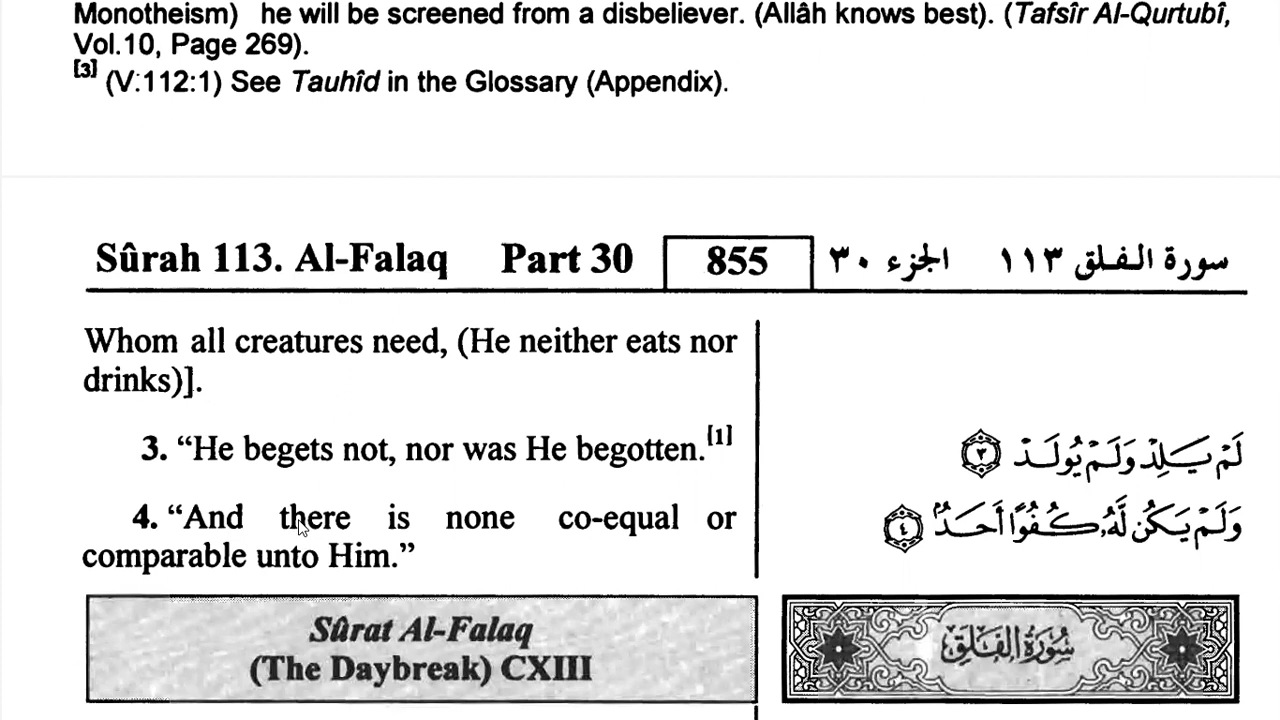 Monotheism) he will be screened from a disbeliever. (Allâh knows best). (Tafsîr Al-Qurtubî,
Vol.10, Page 269).
[3] (V:112:1) See Tauhîd in the Glossary (Appendix).
Sûrah 113. Al-Falaq Part 30 855 الجزء ٣٠ سورة الفلق ١١٣
Whom all creatures need, (He neither eats nor
drinks)].
3. “He begets not, nor was He begotten.[1]
لَمْ يَلِدْ وَلَمْ يُولَدْ ٣
4. “And there is none co-equal or
comparable unto Him.”
وَلَمْ يَكُن لَّهُۥ كُفُوًا أَحَدٌۢ ٤
Sûrat Al-Falaq
(The Daybreak) CXIII
سُورَةُ الفَلَقِ